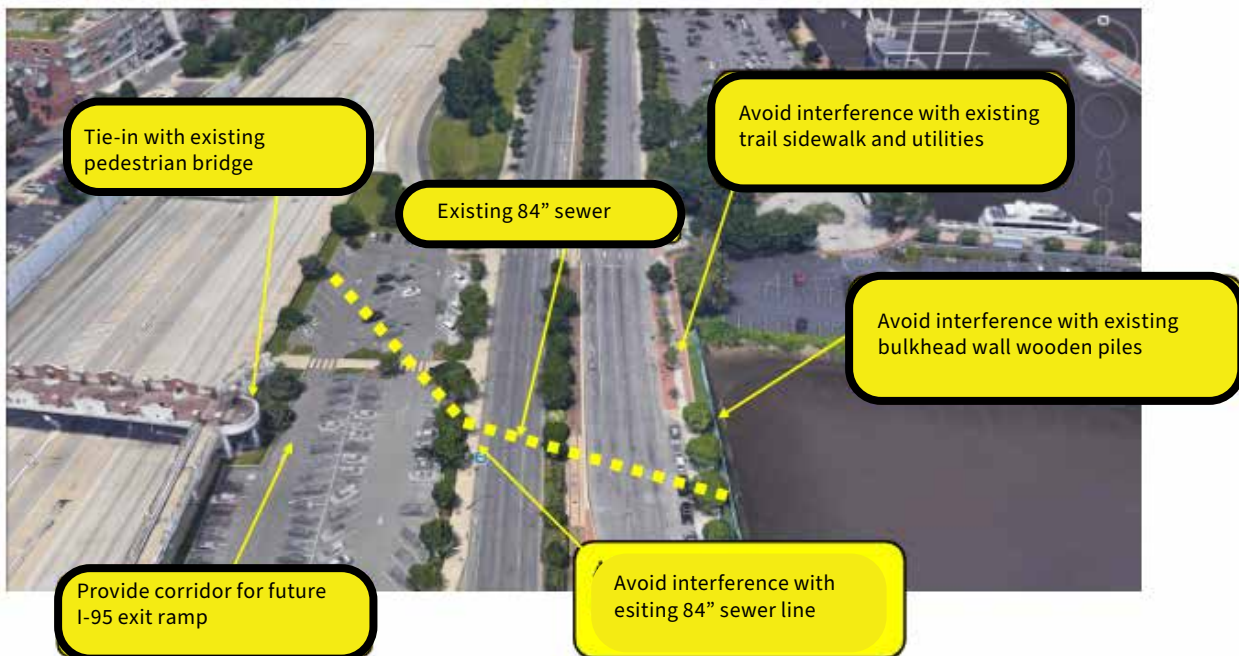 Tie-in with existing
pedestrian bridge
Avoid interference with existing
trail sidewalk and utilities
Existing 84” sewer
Avoid interference with existing
bulkhead wall wooden piles
Provide corridor for future
I-95 exit ramp
Avoid interference with
esiting 84” sewer line